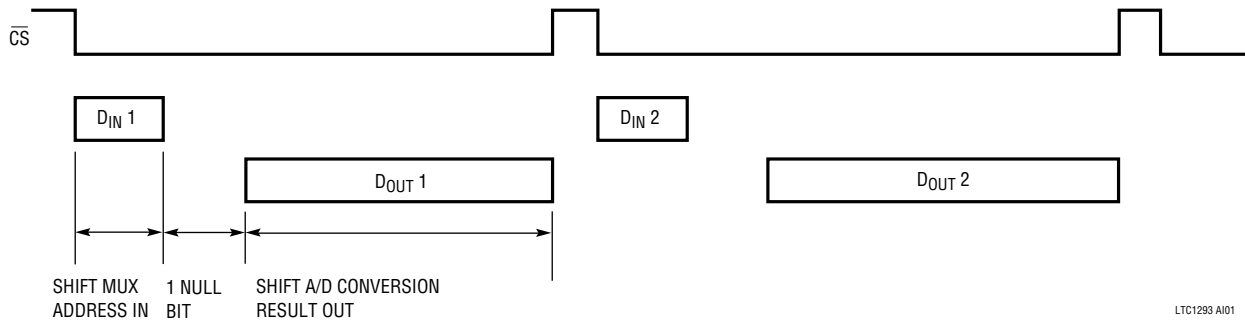 CS
DIN 1
DIN 2
DOUT 1
DOUT 2
SHIFT MUX
ADDRESS IN
1 NULL
BIT
SHIFT A/D CONVERSION
RESULT OUT
LTC1293 AI01